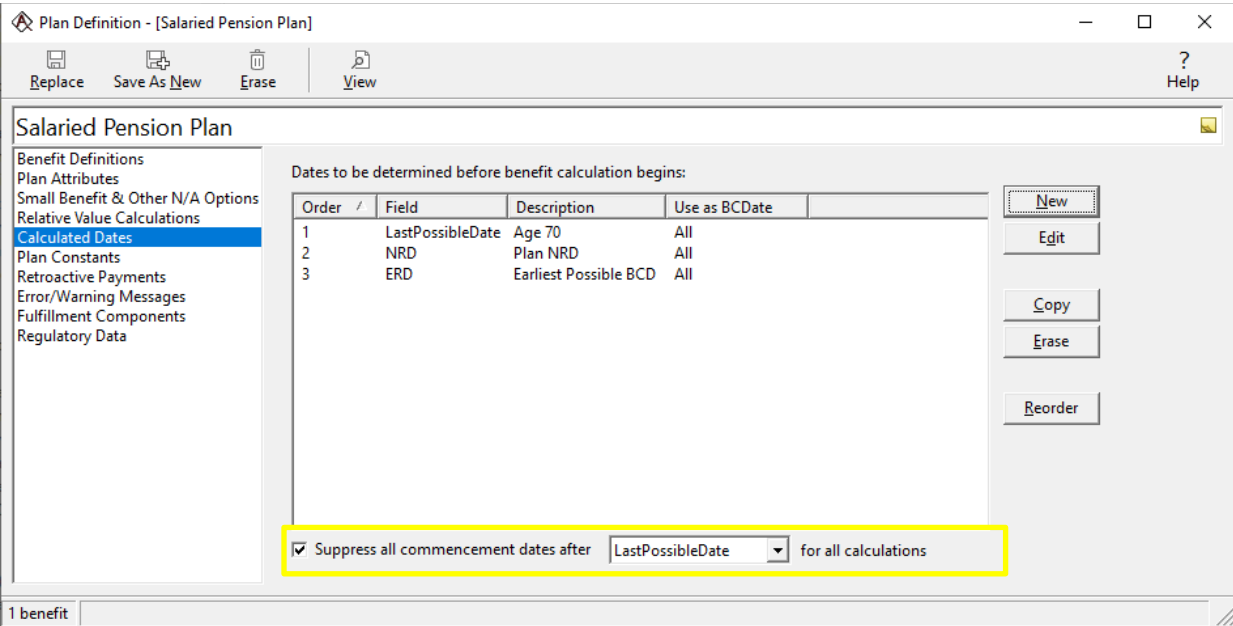 Plan Definition - [Salaried Pension Plan]
Replace Save As New Erase View ? Help
Salaried Pension Plan
Benefit Definitions
Plan Attributes
Small Benefit & Other N/A Options
Relative Value Calculations
Calculated Dates
Plan Constants
Retroactive Payments
Error/Warning Messages
Fulfillment Components
Regulatory Data
Dates to be determined before benefit calculation begins:
Order Field Description Use as BCDate
1 LastPossibleDate Age 70 All
2 NRD Plan NRD All
3 ERD Earliest Possible BCD All
New
Edit
Copy
Erase
Reorder
Suppress all commencement dates after LastPossibleDate for all calculations
1 benefit